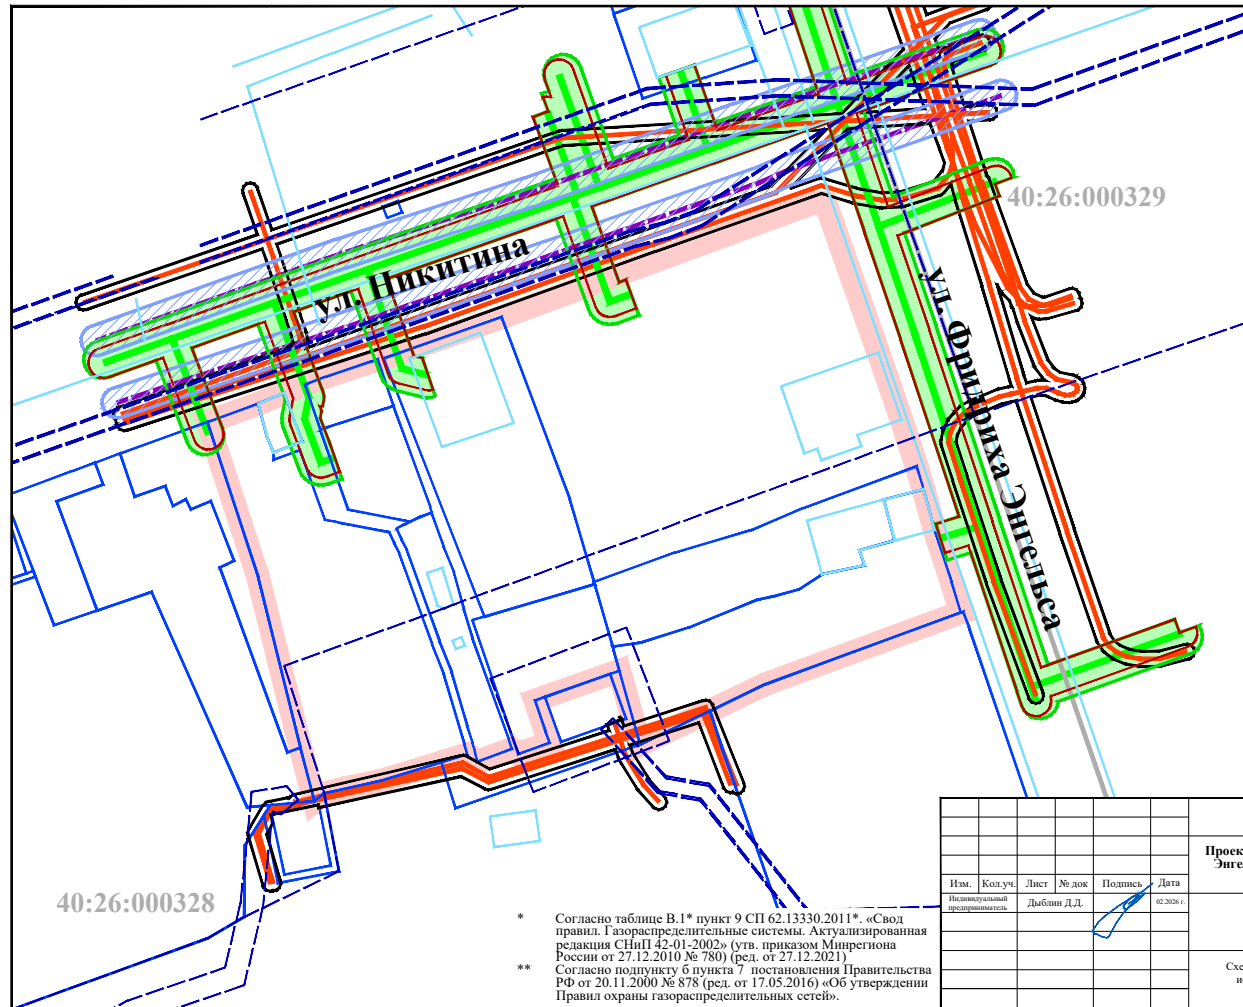 40:26:000329
ул. Никитина
ул. Фридриха Энгельса
40:26:000328
* Согласно таблице В.1* пункт 9 СП 62.13330.2011*. «Свод
правил. Газораспределительные системы. Актуализированная
редакция СНиП 42-01-2002» (утв. приказом Минрегиона
России от 27.12.2010 № 780) (ред. от 27.12.2021)
** Согласно подпункту б пункта 7 постановления Правительства
РФ от 20.11.2000 № 878 (ред. от 17.05.2016) «Об утверждении
Правил охраны газораспределительных сетей».
Проек
Энге
Изм. Кол.уч. Лист № док Подпись Дата
Индивидуальный
предприниматель Дыблин Д.Д. 02.2026 г.
Схе
и